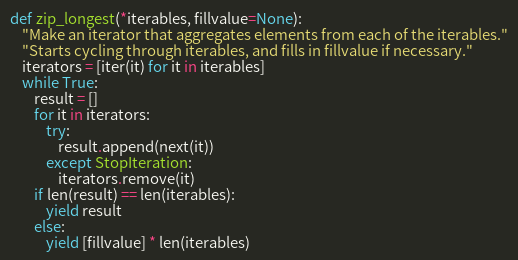 def zip_longest(*iterables, fillvalue=None):
"Make an iterator that aggregates elements from each of the iterables."
"Starts cycling through iterables, and fills in fillvalue if necessary."
iterators = [iter(it) for it in iterables]
while True:
result = []
for it in iterators:
try:
result.append(next(it))
except StopIteration:
iterators.remove(it)
if len(result) == len(iterables):
yield result
else:
yield [fillvalue] * len(iterables)